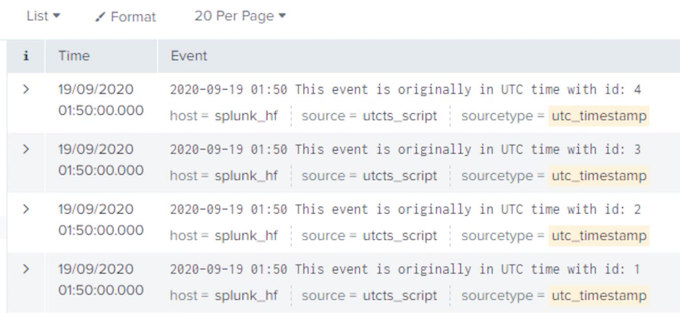 List Format 20 Per Page
i Time Event
19/09/2020 2020-09-19 01:50 This event is originally in UTC time with id: 4
01:50:00.000 host = splunk_hf source = utcts_script sourcetype = utc_timestamp
19/09/2020 2020-09-19 01:50 This event is originally in UTC time with id: 3
01:50:00.000 host = splunk_hf source = utcts_script sourcetype = utc_timestamp
19/09/2020 2020-09-19 01:50 This event is originally in UTC time with id: 2
01:50:00.000 host = splunk_hf source = utcts_script sourcetype = utc_timestamp
19/09/2020 2020-09-19 01:50 This event is originally in UTC time with id: 1
01:50:00.000 host = splunk_hf source = utcts_script sourcetype = utc_timestamp